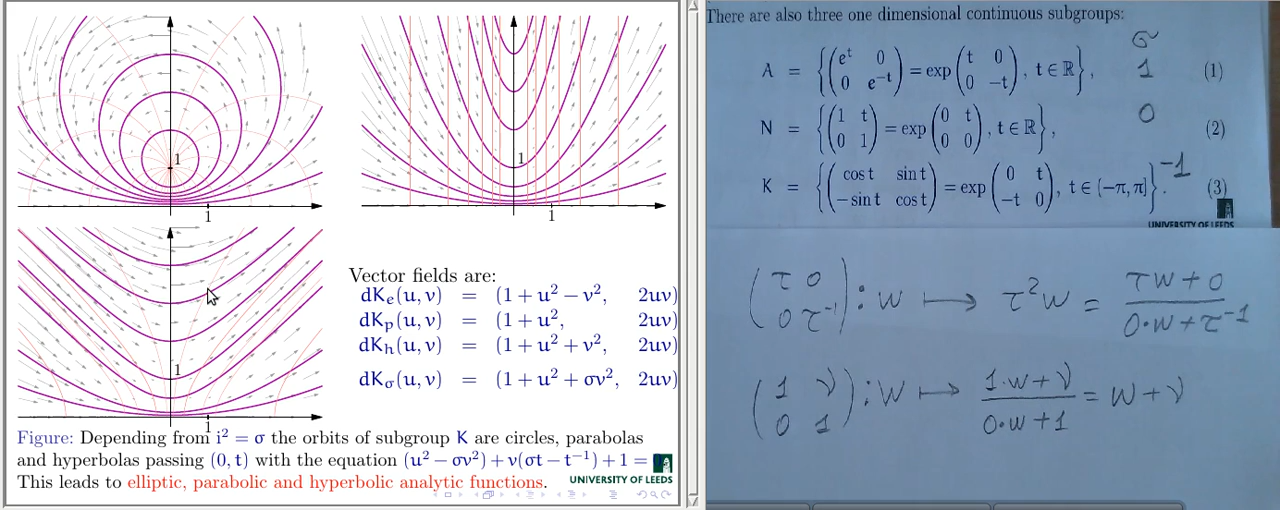 1
1
1
1
1
Vector fields are:
dKₑ(u, v) = (1 + u² − v², 2uv)
dKₚ(u, v) = (1 + u², 2uv)
dKₕ(u, v) = (1 + u² + v², 2uv)
dK_σ(u, v) = (1 + u² + σv², 2uv)
Figure: Depending from i² = σ the orbits of subgroup K are circles, parabolas
and hyperbolas passing (0, t) with the equation (u² − σv²) + v(σt − t⁻¹) + 1 =
This leads to elliptic, parabolic and hyperbolic analytic functions.
UNIVERSITY OF LEEDS
There are also three one dimensional continuous subgroups:
σ
A = {(eᵗ 0 / 0 e⁻ᵗ) = exp (t 0 / 0 −t), t ∈ ℝ}, 1 (1)
N = {(1 t / 0 1) = exp (0 t / 0 0), t ∈ ℝ}, 0 (2)
K = {(cos t sin t / − sin t cos t) = exp (0 t / −t 0), t ∈ (−π, π]}. -1 (3)
UNIVERSITY OF LEEDS
(τ 0 / 0 τ⁻¹) : w ↦ τ²w = (τw + 0)/(0·w + τ⁻¹)
(1 ν / 0 1) : w ↦ (1·w + ν)/(0·w + 1) = w + ν